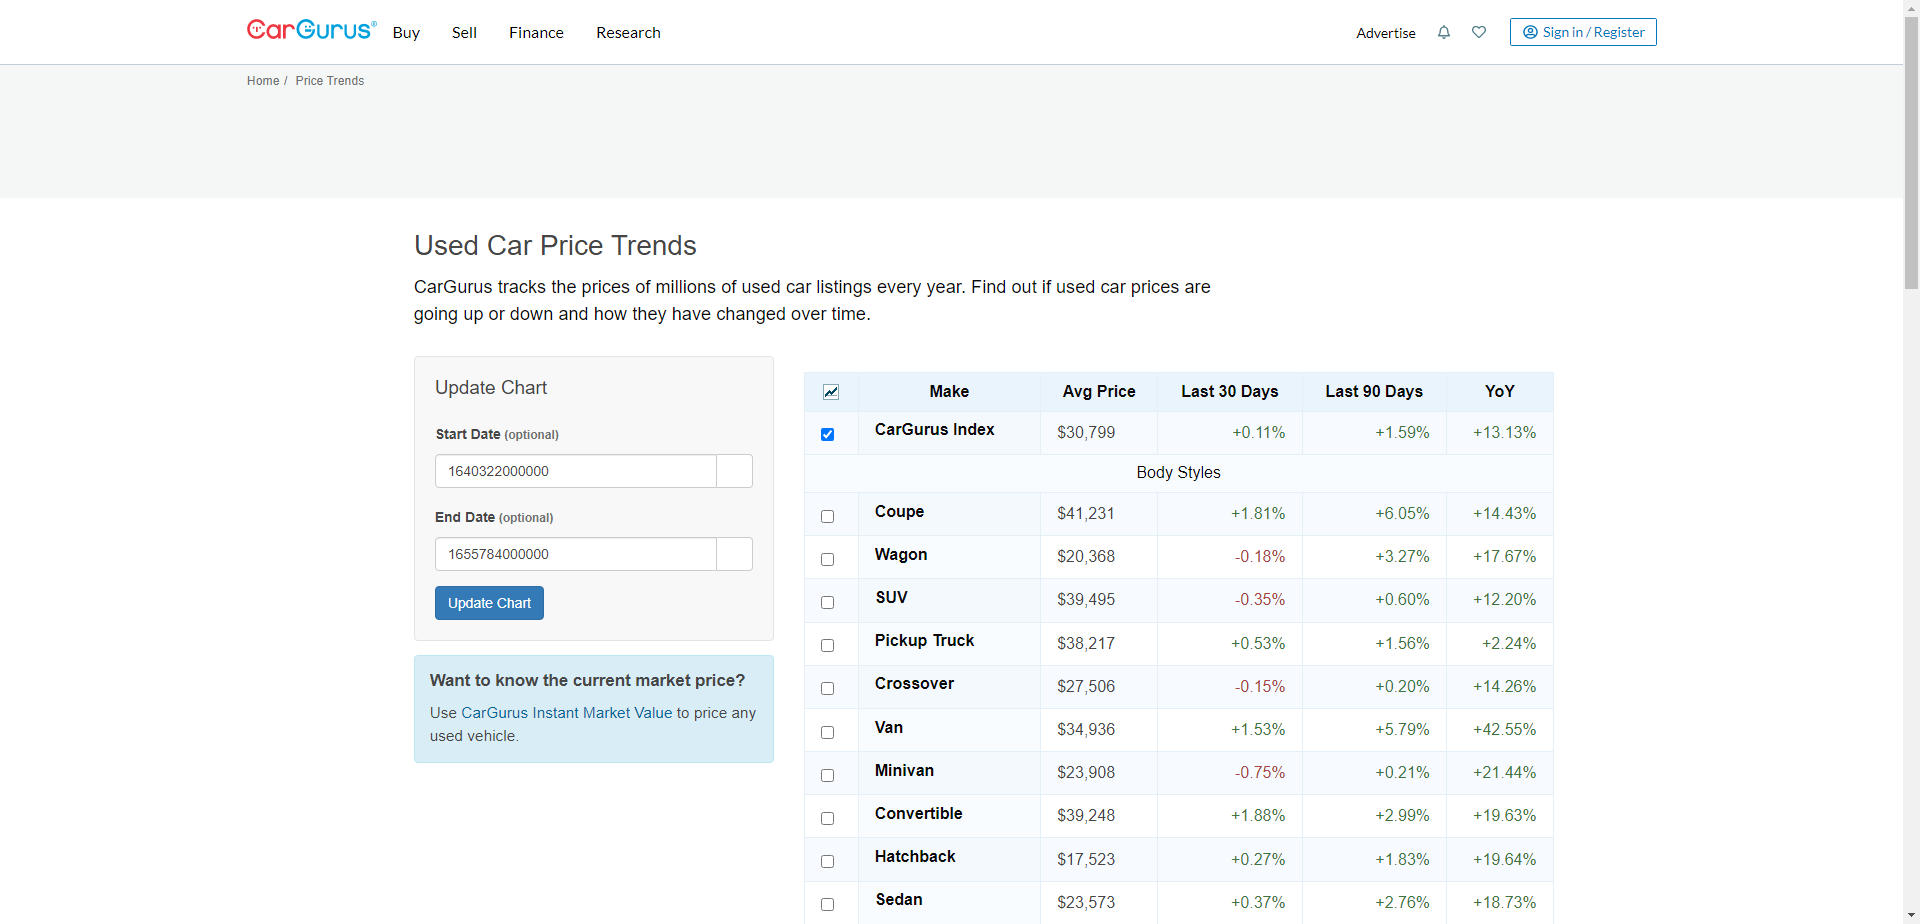 CarGurus® Buy Sell Finance Research Advertise Sign in / Register
Home / Price Trends
Used Car Price Trends
CarGurus tracks the prices of millions of used car listings every year. Find out if used car prices are
going up or down and how they have changed over time.
Update Chart
Start Date (optional)
1640322000000
End Date (optional)
1655784000000
Update Chart
Want to know the current market price?
Use CarGurus Instant Market Value to price any
used vehicle.
Make Avg Price Last 30 Days Last 90 Days YoY
CarGurus Index $30,799 +0.11% +1.59% +13.13%
Body Styles
Coupe $41,231 +1.81% +6.05% +14.43%
Wagon $20,368 -0.18% +3.27% +17.67%
SUV $39,495 -0.35% +0.60% +12.20%
Pickup Truck $38,217 +0.53% +1.56% +2.24%
Crossover $27,506 -0.15% +0.20% +14.26%
Van $34,936 +1.53% +5.79% +42.55%
Minivan $23,908 -0.75% +0.21% +21.44%
Convertible $39,248 +1.88% +2.99% +19.63%
Hatchback $17,523 +0.27% +1.83% +19.64%
Sedan $23,573 +0.37% +2.76% +18.73%